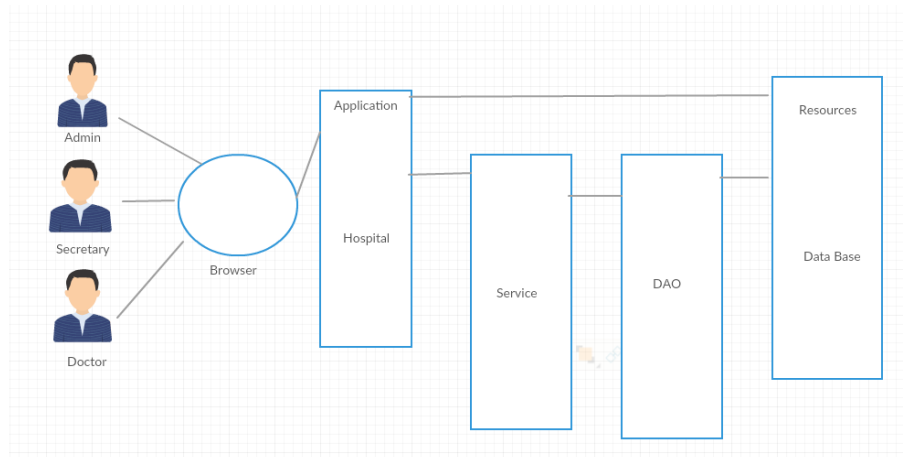 Admin
Secretary
Doctor
Browser
Application
Hospital
Service
DAO
Resources
Data Base